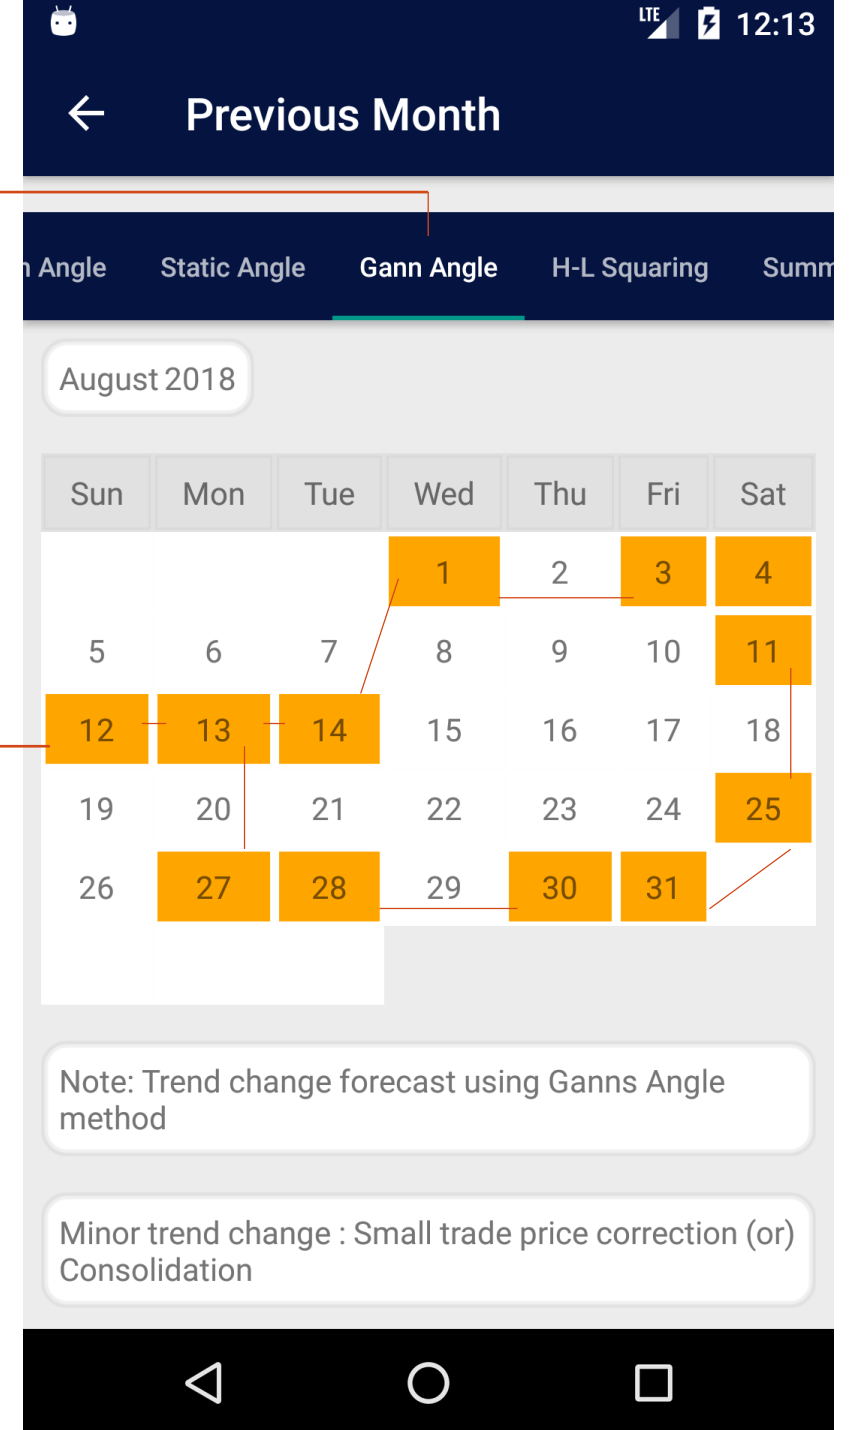 LTE 12:13
Previous Month
Angle Static Angle Gann Angle H-L Squaring
August 2018
Sun Mon Tue Wed Thu Fri Sat
1 2 3 4
5 6 7 8 9 10 11
12 13 14 15 16 17 18
19 20 21 22 23 24 25
26 27 28 29 30 31
Note: Trend change forecast using Ganns Angle
method
Minor trend change : Small trade price correction (or)
Consolidation